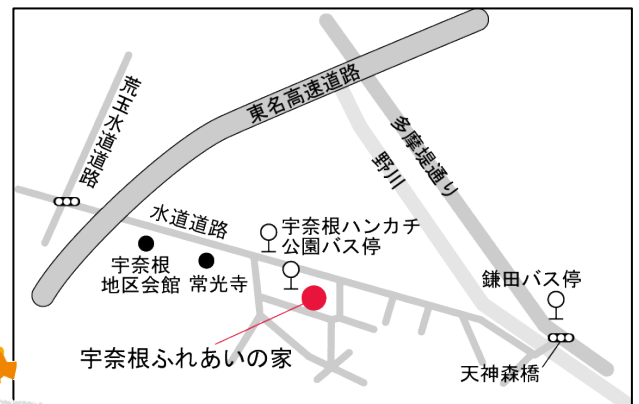 荒玉水道道路
東名高速道路
多摩堤通り
野川
水道道路
宇奈根ハンカチ
公園バス停
宇奈根
地区会館
常光寺
鎌田バス停
宇奈根ふれあいの家
天神森橋